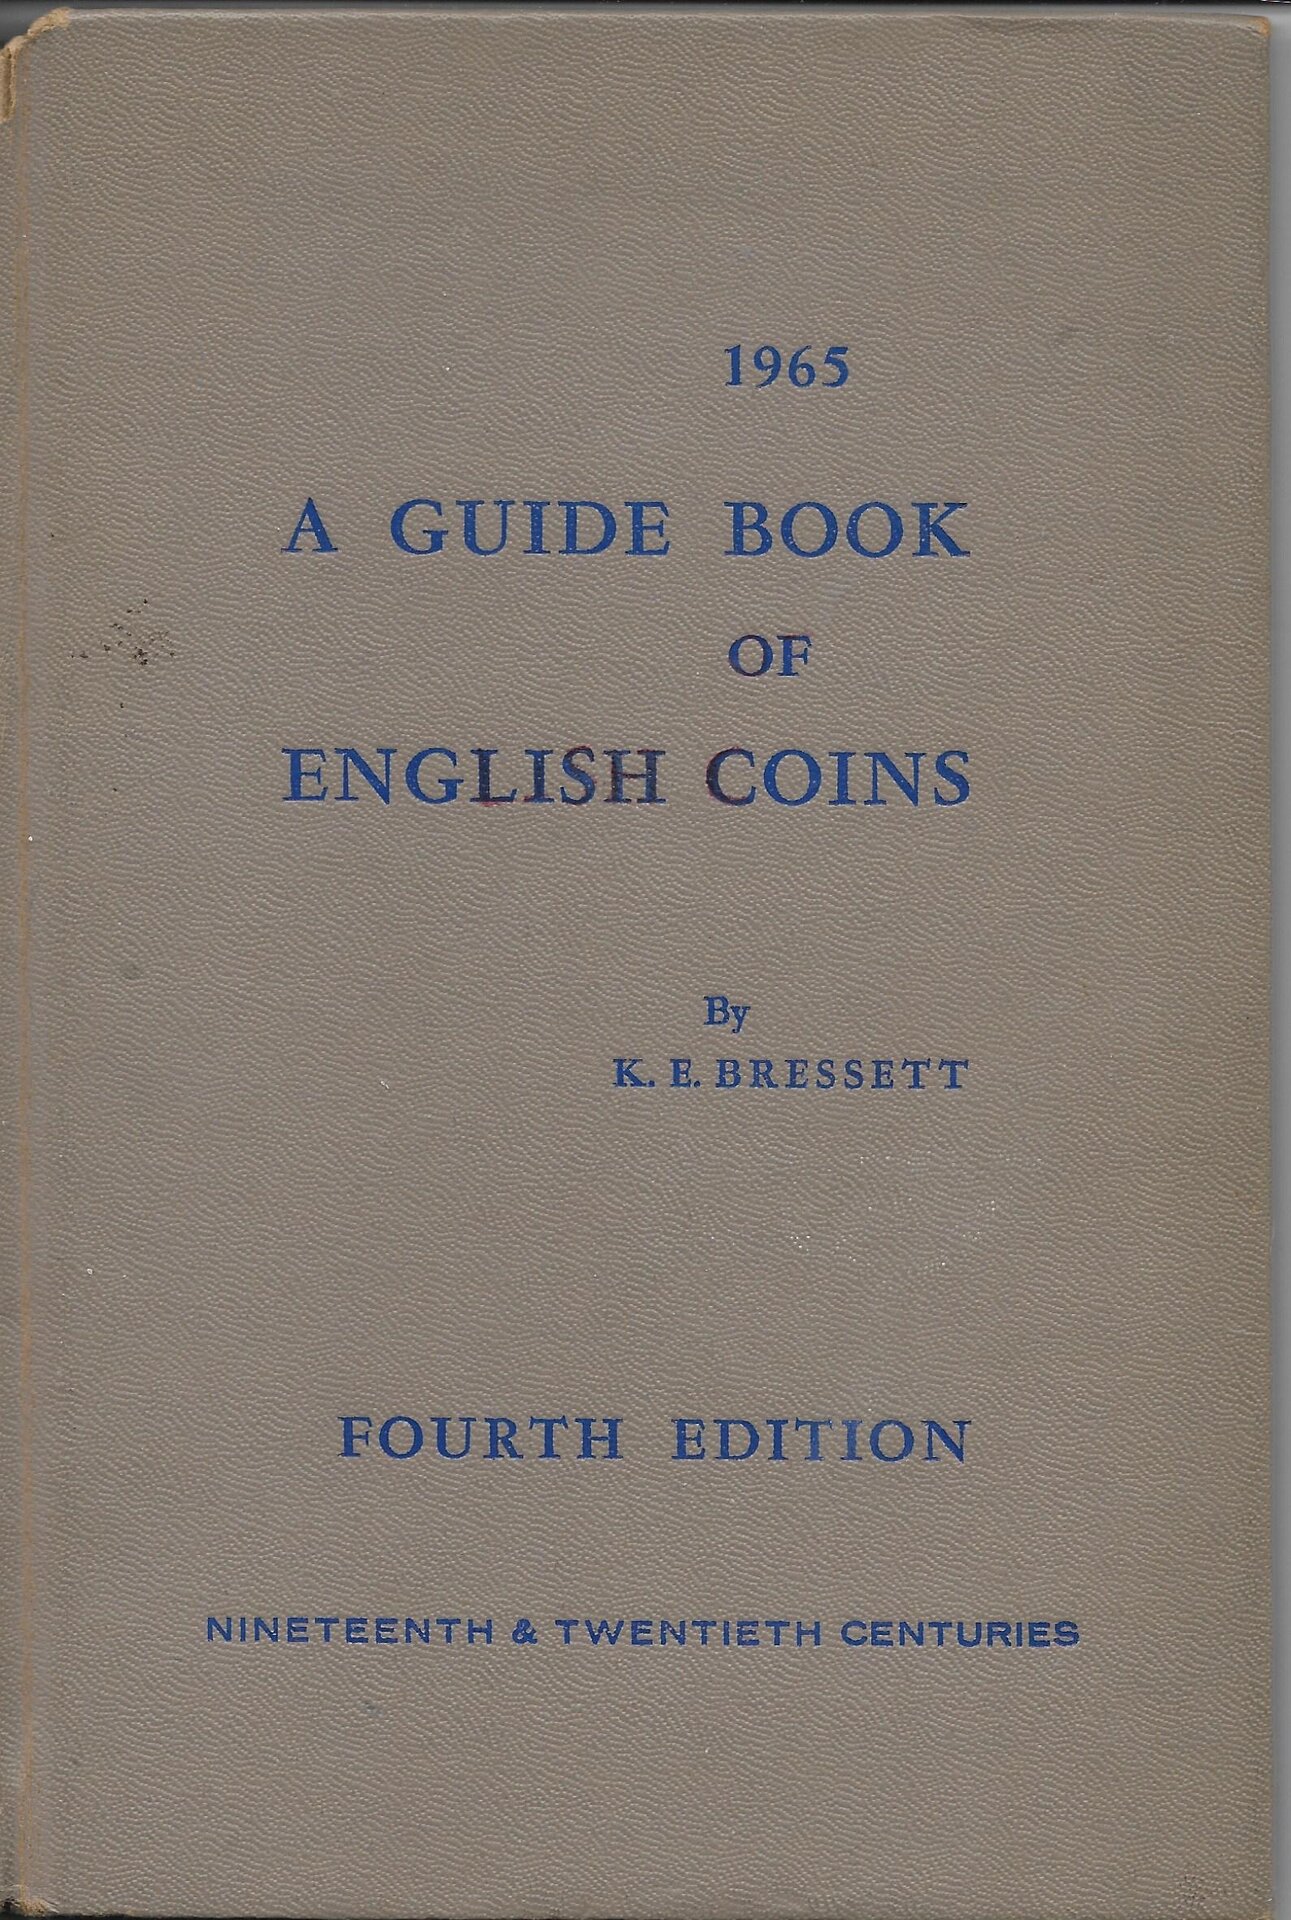 1965
A GUIDE BOOK
OF
ENGLISH COINS
By
K. E. BRESSETT
FOURTH EDITION
NINETEENTH & TWENTIETH CENTURIES